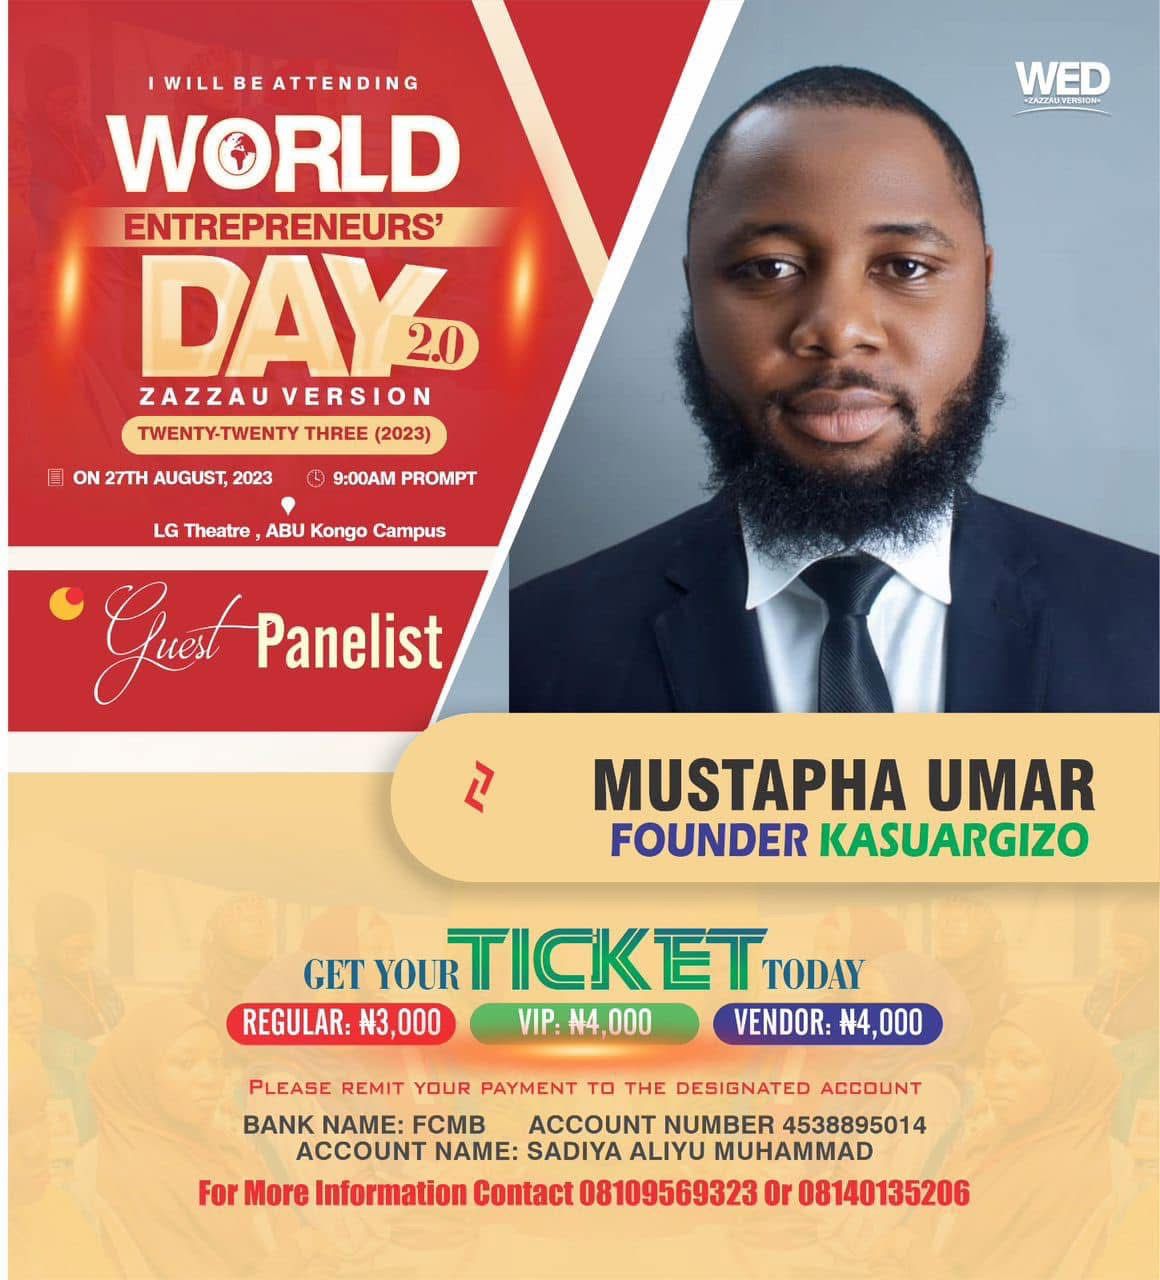 I WILL BE ATTENDING
WORLD
ENTREPRENEURS'
DAY
2.0
ZAZZAU VERSION
TWENTY-TWENTY THREE (2023)
ON 27TH AUGUST, 2023 9:00AM PROMPT
LG Theatre , ABU Kongo Campus
Guest Panelist
WED
-ZAZZAU VERSION-
MUSTAPHA UMAR
FOUNDER KASUARGIZO
GET YOUR TICKET TODAY
REGULAR: ₦3,000 VIP: ₦4,000 VENDOR: ₦4,000
PLEASE REMIT YOUR PAYMENT TO THE DESIGNATED ACCOUNT
BANK NAME: FCMB ACCOUNT NUMBER 4538895014
ACCOUNT NAME: SADIYA ALIYU MUHAMMAD
For More Information Contact 08109569323 Or 08140135206